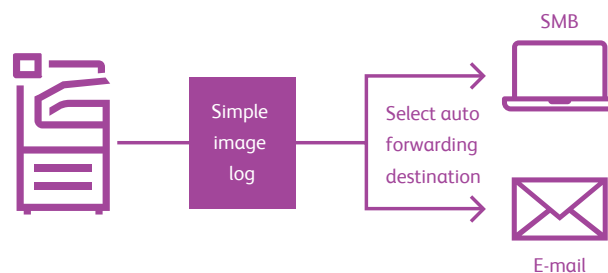 SMB
Simple
image
log
Select auto
forwarding
destination
E-mail